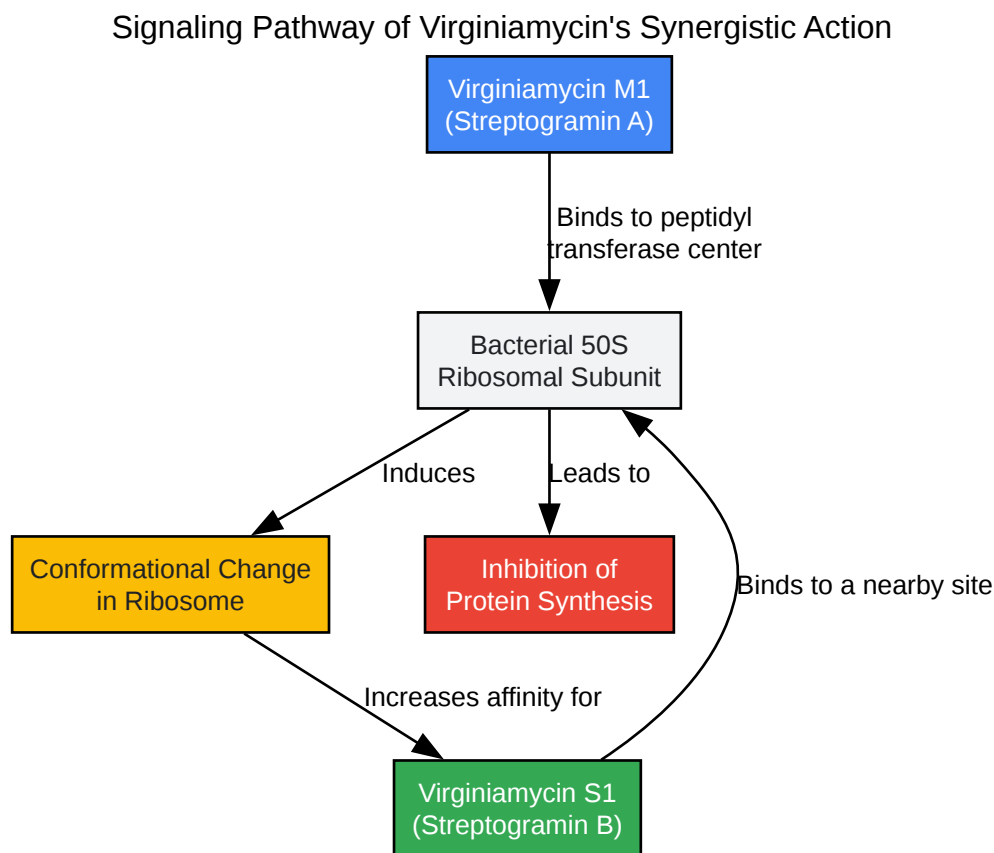 Signaling Pathway of Virginiamycin's Synergistic Action
Virginiamycin M1
(Streptogramin A)
Binds to peptidyl
transferase center
Bacterial 50S
Ribosomal Subunit
Induces
Leads to
Conformational Change
in Ribosome
Inhibition of
Protein Synthesis
Binds to a nearby site
Increases affinity for
Virginiamycin S1
(Streptogramin B)